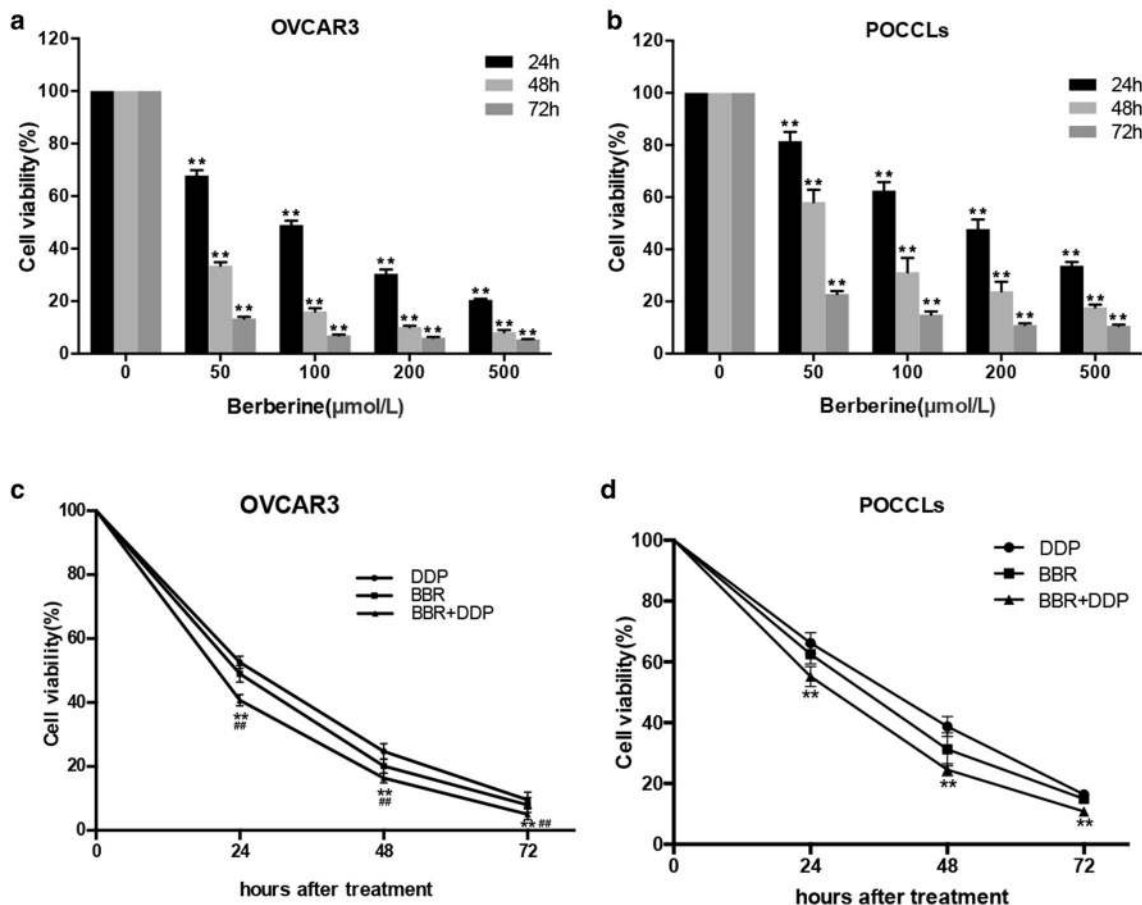 a
OVCAR3
120
100
80
60
40
20
0
Cell viability(%)
24h
48h
72h
**
** ** **
** ** **
** ** **
** ** **
0 50 100 200 500
Berberine(μmol/L)
b
POCCLs
120
100
80
60
40
20
0
Cell viability(%)
24h
48h
72h
** ** **
** ** **
** ** **
** ** **
0 50 100 200 500
Berberine(μmol/L)
c
OVCAR3
100
80
60
40
20
0
Cell viability(%)
DDP
BBR
BBR+DDP
**
##
**
##
** ##
0 24 48 72
hours after treatment
d
POCCLs
100
80
60
40
20
0
Cell viability(%)
DDP
BBR
BBR+DDP
**
**
**
0 24 48 72
hours after treatment